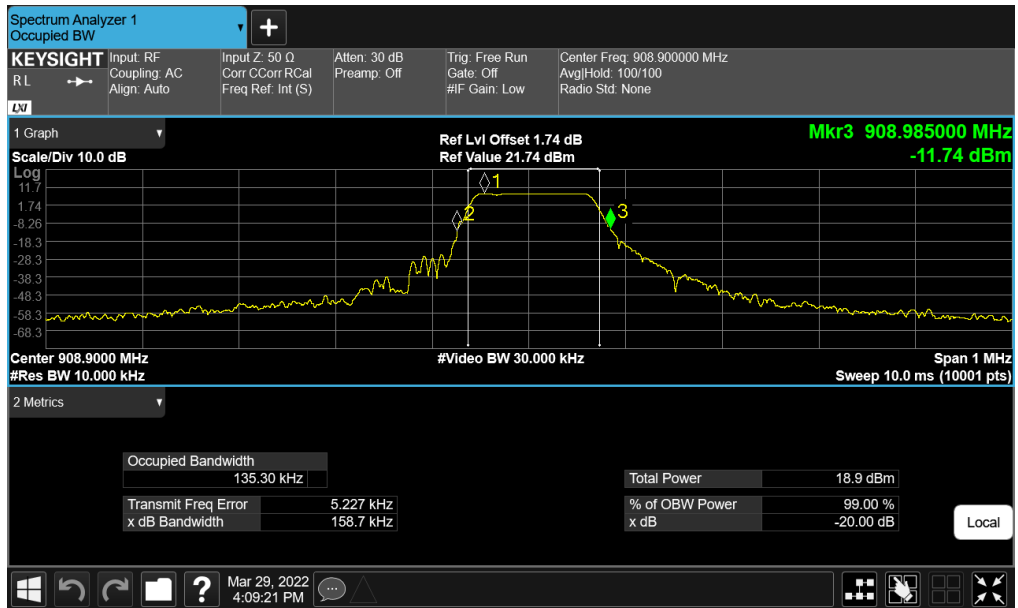 Spectrum Analyzer 1
Occupied BW
+
KEYSIGHT
R L
LXI
Input: RF
Coupling: AC
Align: Auto
Input Z: 50 Ω
Corr CCorr RCal
Freq Ref: Int (S)
Atten: 30 dB
Preamp: Off
Trig: Free Run
Gate: Off
#IF Gain: Low
Center Freq: 908.900000 MHz
Avg|Hold: 100/100
Radio Std: None
1 Graph
Scale/Div 10.0 dB
Ref Lvl Offset 1.74 dB
Ref Value 21.74 dBm
Mkr3 908.985000 MHz
-11.74 dBm
Log
11.7
1.74
-8.26
-18.3
-28.3
-38.3
-48.3
-58.3
-68.3
1
2
3
Center 908.9000 MHz
#Res BW 10.000 kHz
#Video BW 30.000 kHz
Span 1 MHz
Sweep 10.0 ms (10001 pts)
2 Metrics
Occupied Bandwidth
135.30 kHz
Transmit Freq Error 5.227 kHz
x dB Bandwidth 158.7 kHz
Total Power 18.9 dBm
% of OBW Power 99.00 %
x dB -20.00 dB
Local
?
Mar 29, 2022
4:09:21 PM